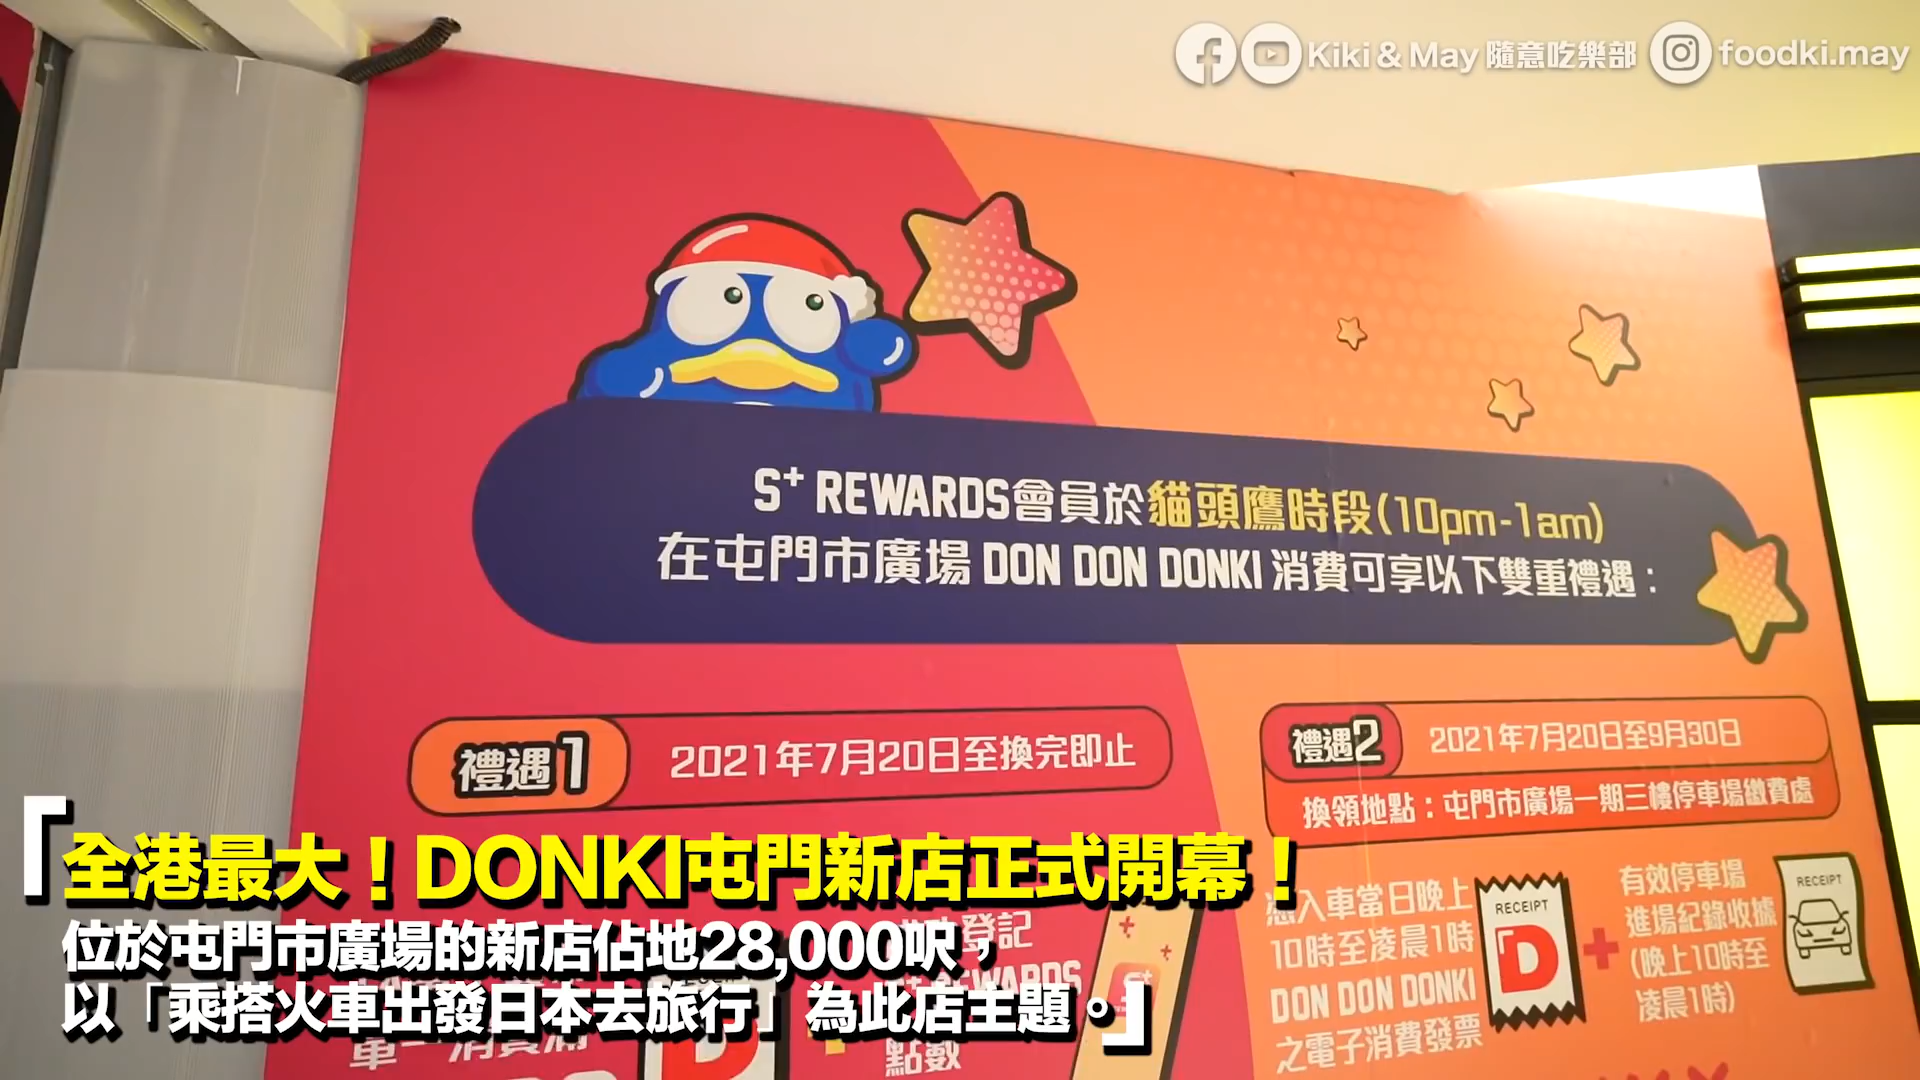 Kiki & May 隨意吃樂部 foodki.may
S+ REWARDS會員於貓頭鷹時段(10pm-1am)
在屯門市廣場 DON DON DONKI 消費可享以下雙重禮遇：
禮遇1 2021年7月20日至換完即止
禮遇2 2021年7月20日至9月30日
換領地點：屯門市廣場一期三樓停車場繳費處
憑入車當日晚上
10時至凌晨1時
DON DON DONKI
之電子消費發票
RECEIPT
D
+
有效停車場
進場紀錄收據
(晚上10時至
凌晨1時)
RECEIPT
登記
REWARDS
點數
「全港最大！DONKI屯門新店正式開幕！
位於屯門市廣場的新店佔地28,000呎，
以「乘搭火車出發日本去旅行」為此店主題。」